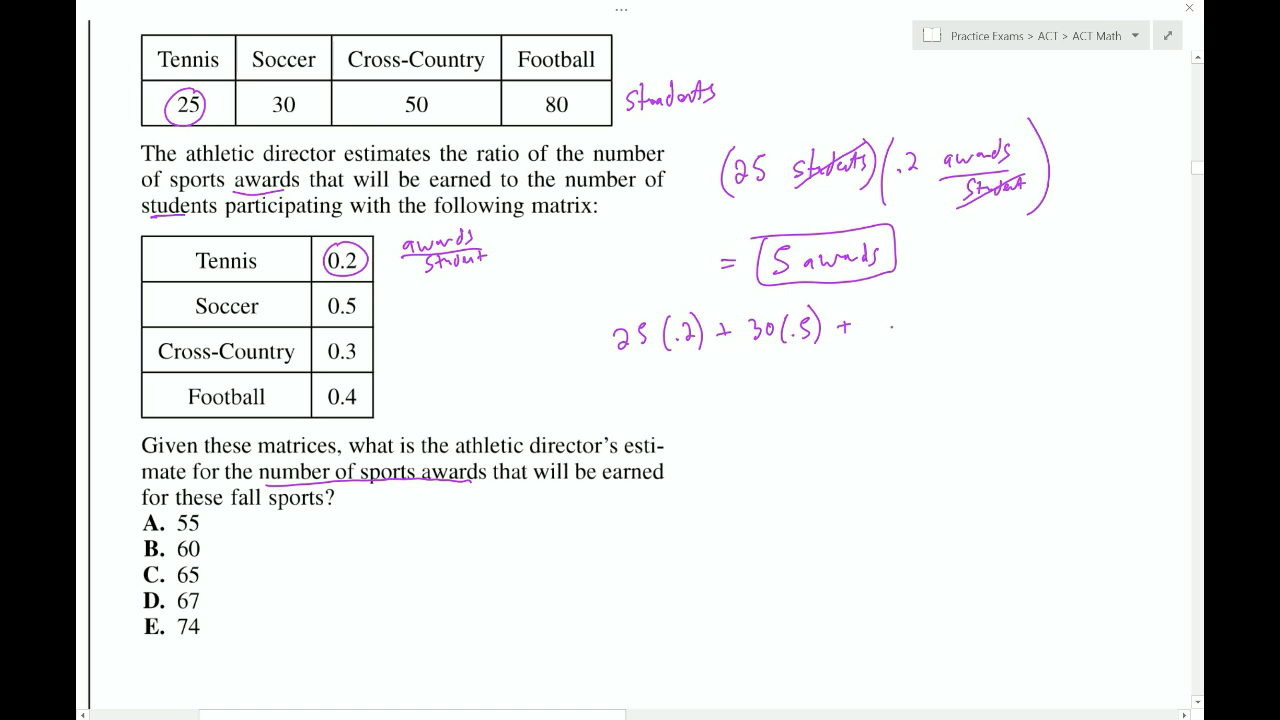 ...
Practice Exams > ACT > ACT Math
Tennis Soccer Cross-Country Football
25 30 50 80 students
The athletic director estimates the ratio of the number
of sports awards that will be earned to the number of
students participating with the following matrix:
(25 students)(.2 awards/student)
Tennis 0.2 awards/student
= 5 awards
Soccer 0.5
25(.2) + 30(.5) +
Cross-Country 0.3
Football 0.4
Given these matrices, what is the athletic director's esti-
mate for the number of sports awards that will be earned
for these fall sports?
A. 55
B. 60
C. 65
D. 67
E. 74